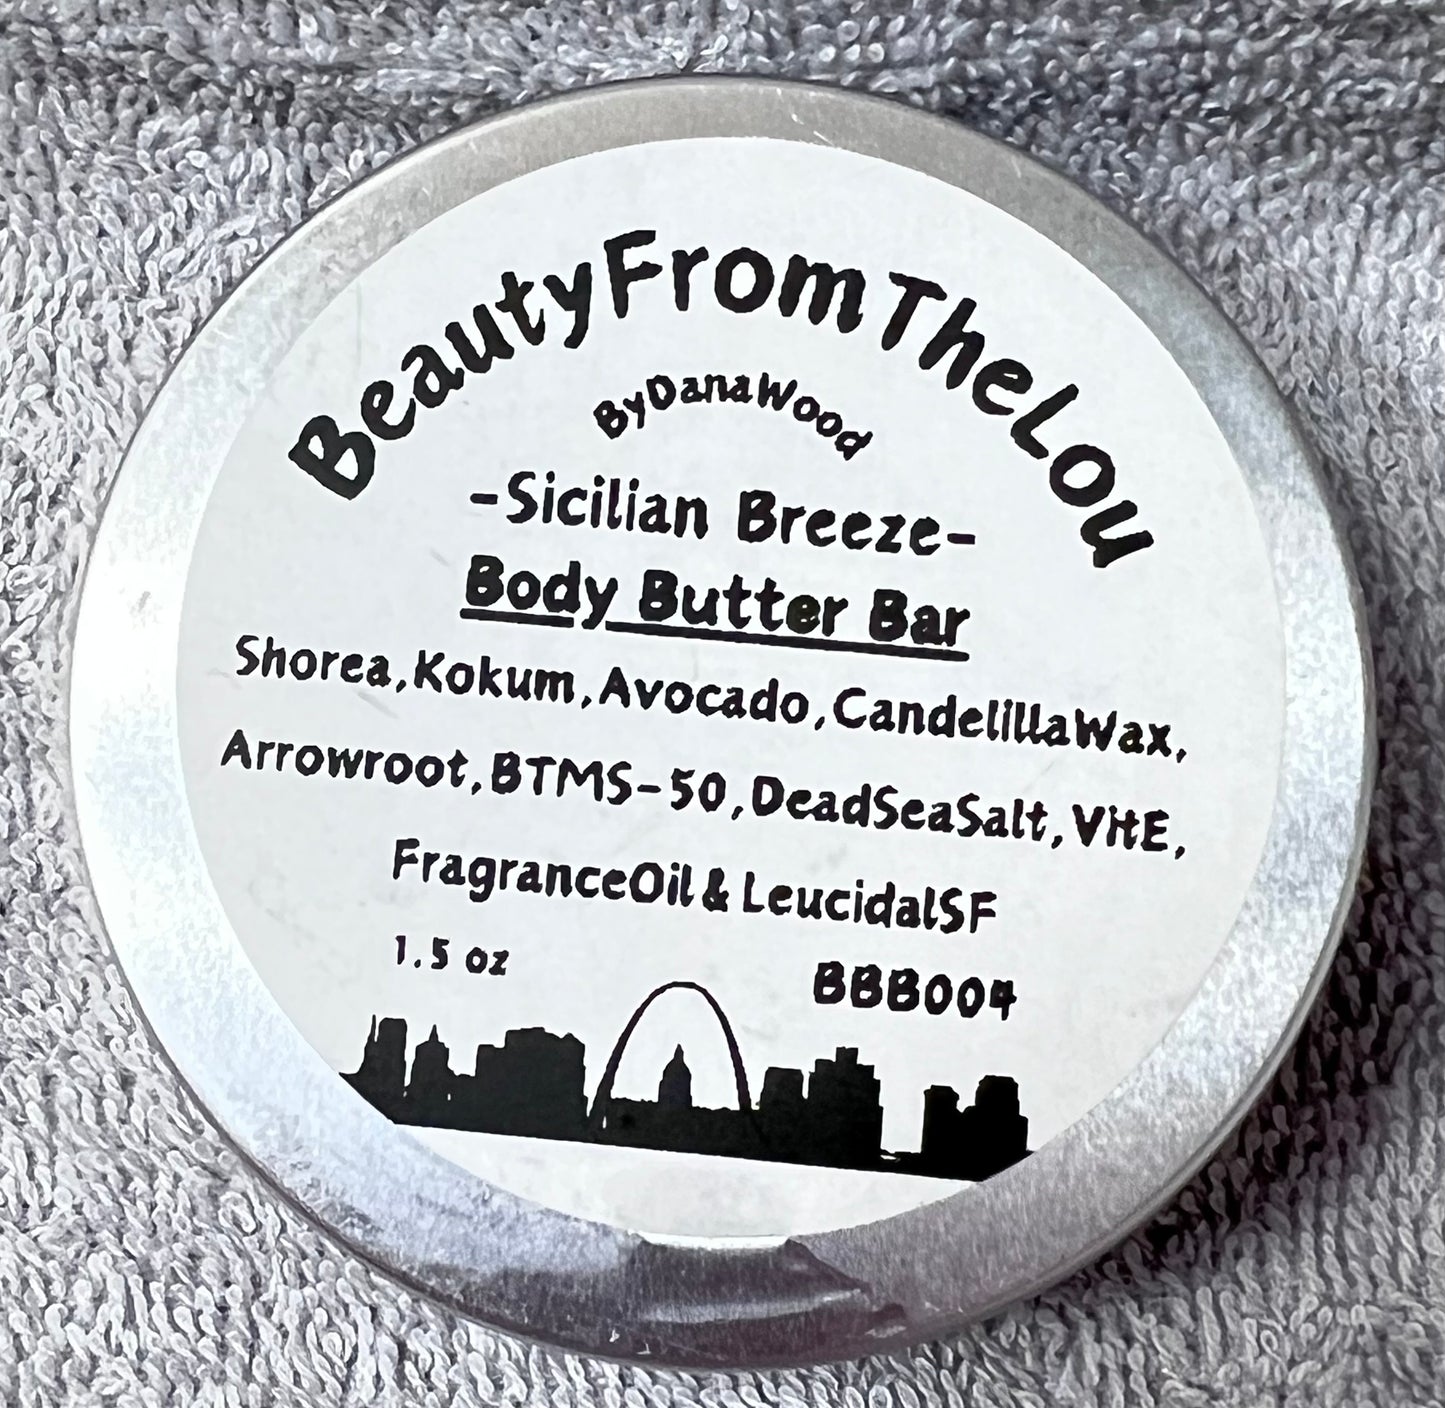 BeautyFromTheLou
ByDanaWood
-Sicilian Breeze-
Body Butter Bar
Shorea,Kokum,Avocado,CandelillaWax,
Arrowroot,BTMS-50,DeadSeaSalt,VitE,
FragranceOil & LeucidalSF
1.5 oz BBB004